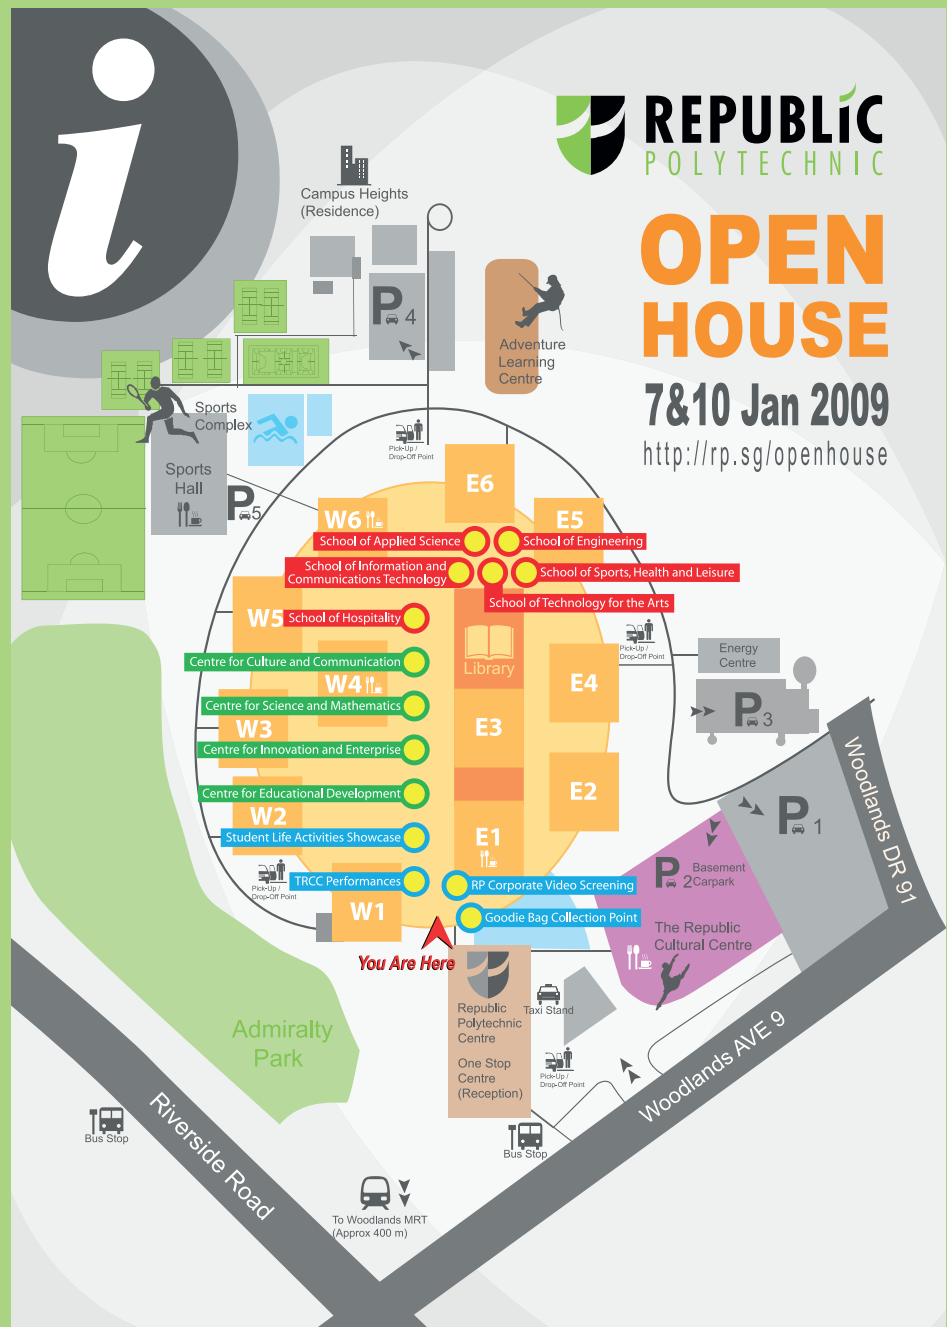 i
REPUBLIC
POLYTECHNIC
OPEN
HOUSE
7&10 Jan 2009
http://rp.sg/openhouse
Campus Heights
(Residence)
P4
Adventure
Learning
Centre
Sports
Complex
Pick-Up /
Drop-Off Point
Sports
Hall
P5
E6
W6
E5
School of Applied Science
School of Engineering
School of Information and
Communications Technology
School of Sports, Health and Leisure
School of Technology for the Arts
W5
School of Hospitality
Library
Pick-Up /
Drop-Off Point
Energy
Centre
Centre for Culture and Communication
W4
E4
Centre for Science and Mathematics
P3
W3
E3
Centre for Innovation and Enterprise
Woodlands DR 91
Centre for Educational Development
E2
W2
P1
Student Life Activities Showcase
E1
P2
Basement
Carpark
Pick-Up /
Drop-Off Point
TRCC Performances
RP Corporate Video Screening
W1
Goodie Bag Collection Point
The Republic
Cultural Centre
You Are Here
Republic
Polytechnic
Centre
One Stop
Centre
(Reception)
Taxi Stand
Pick-Up /
Drop-Off Point
Admiralty
Park
Woodlands AVE 9
Riverside Road
Bus Stop
Bus Stop
To Woodlands MRT
(Approx 400 m)